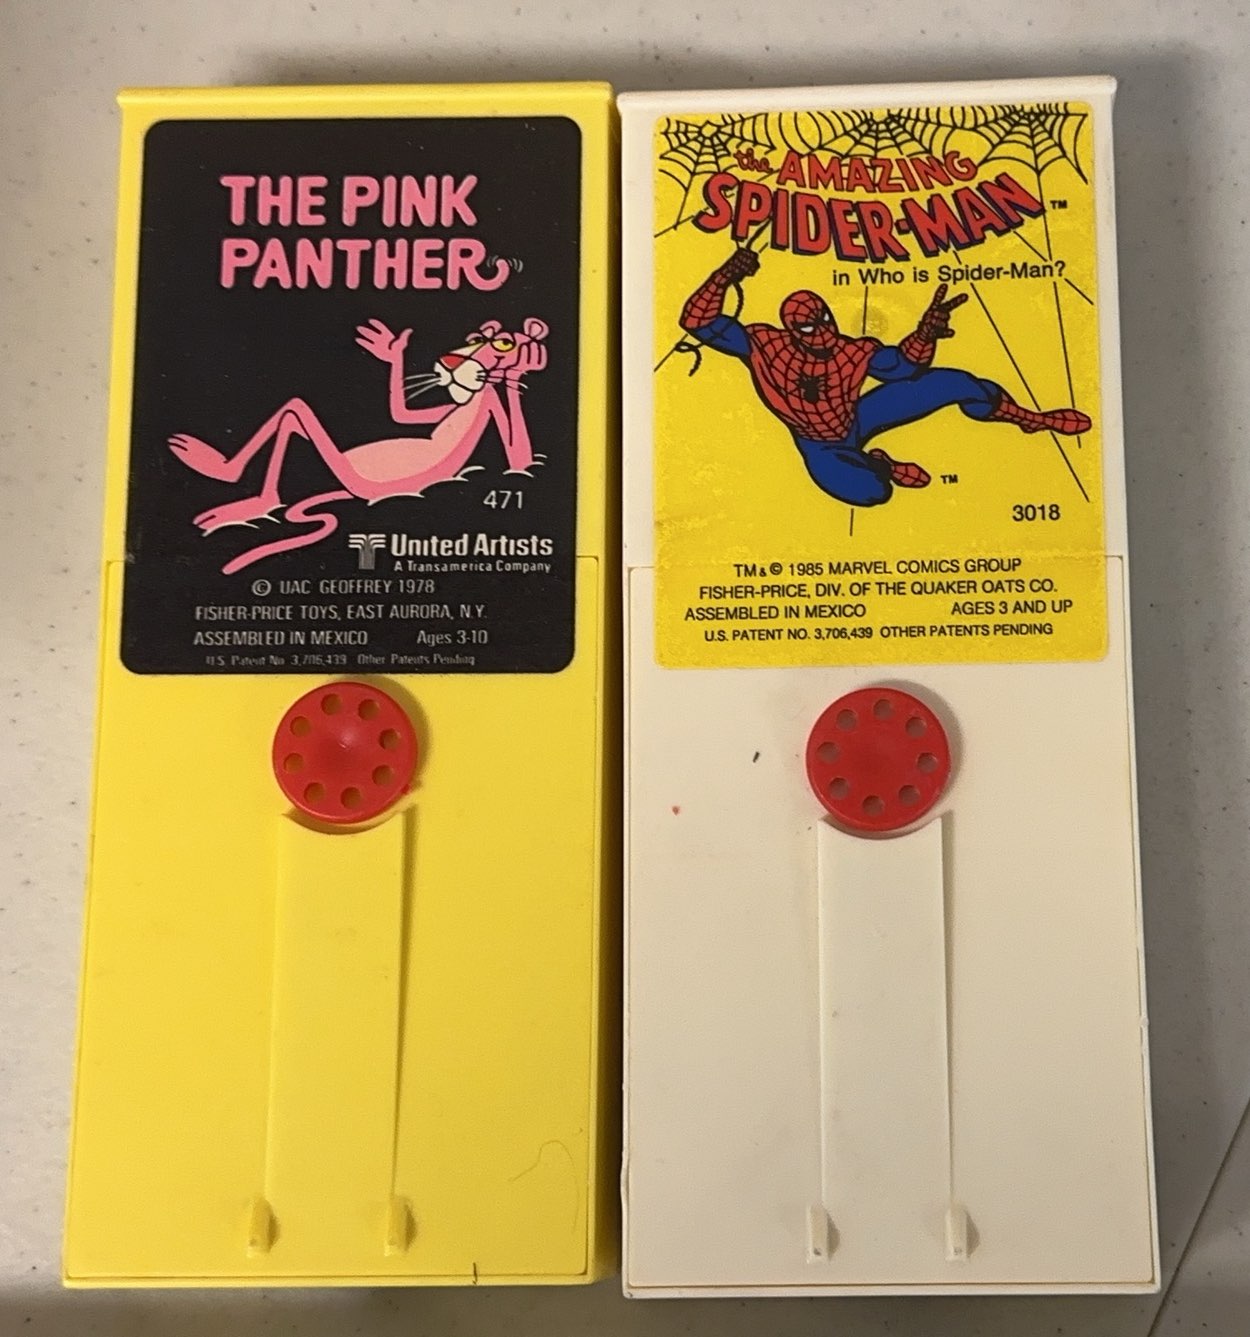 THE PINK
PANTHER
471
United Artists
A Transamerica Company
© UAC GEOFFREY 1978
FISHER-PRICE TOYS, EAST AURORA, N.Y.
ASSEMBLED IN MEXICO Ages 3-10
U.S. Patent No 3,706,439 Other Patents Pending
the AMAZING
SPIDER-MAN™
in Who is Spider-Man?
TM
3018
TM & © 1985 MARVEL COMICS GROUP
FISHER-PRICE, DIV. OF THE QUAKER OATS CO.
ASSEMBLED IN MEXICO AGES 3 AND UP
U.S. PATENT NO. 3,706,439 OTHER PATENTS PENDING